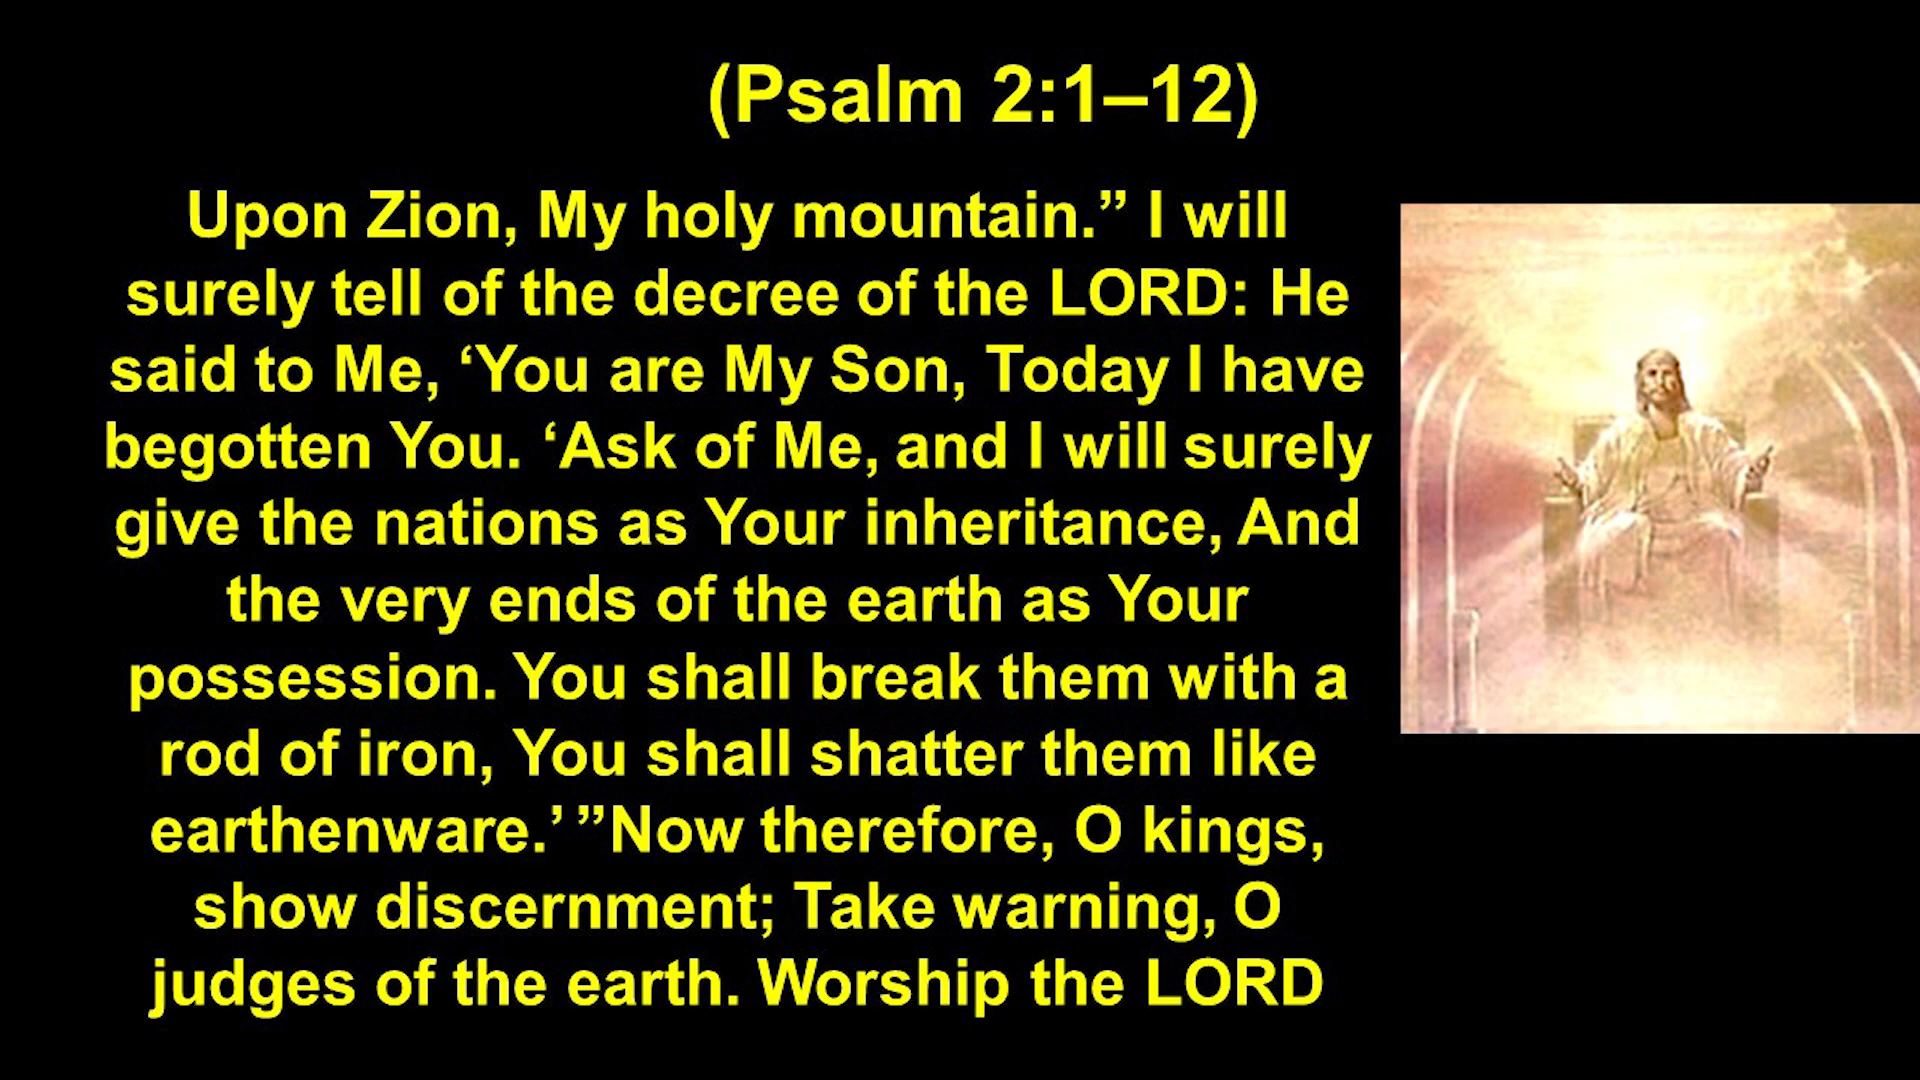 (Psalm 2:1–12)
Upon Zion, My holy mountain.” I will
surely tell of the decree of the LORD: He
said to Me, ‘You are My Son, Today I have
begotten You. ‘Ask of Me, and I will surely
give the nations as Your inheritance, And
the very ends of the earth as Your
possession. You shall break them with a
rod of iron, You shall shatter them like
earthenware.’ ”Now therefore, O kings,
show discernment; Take warning, O
judges of the earth. Worship the LORD